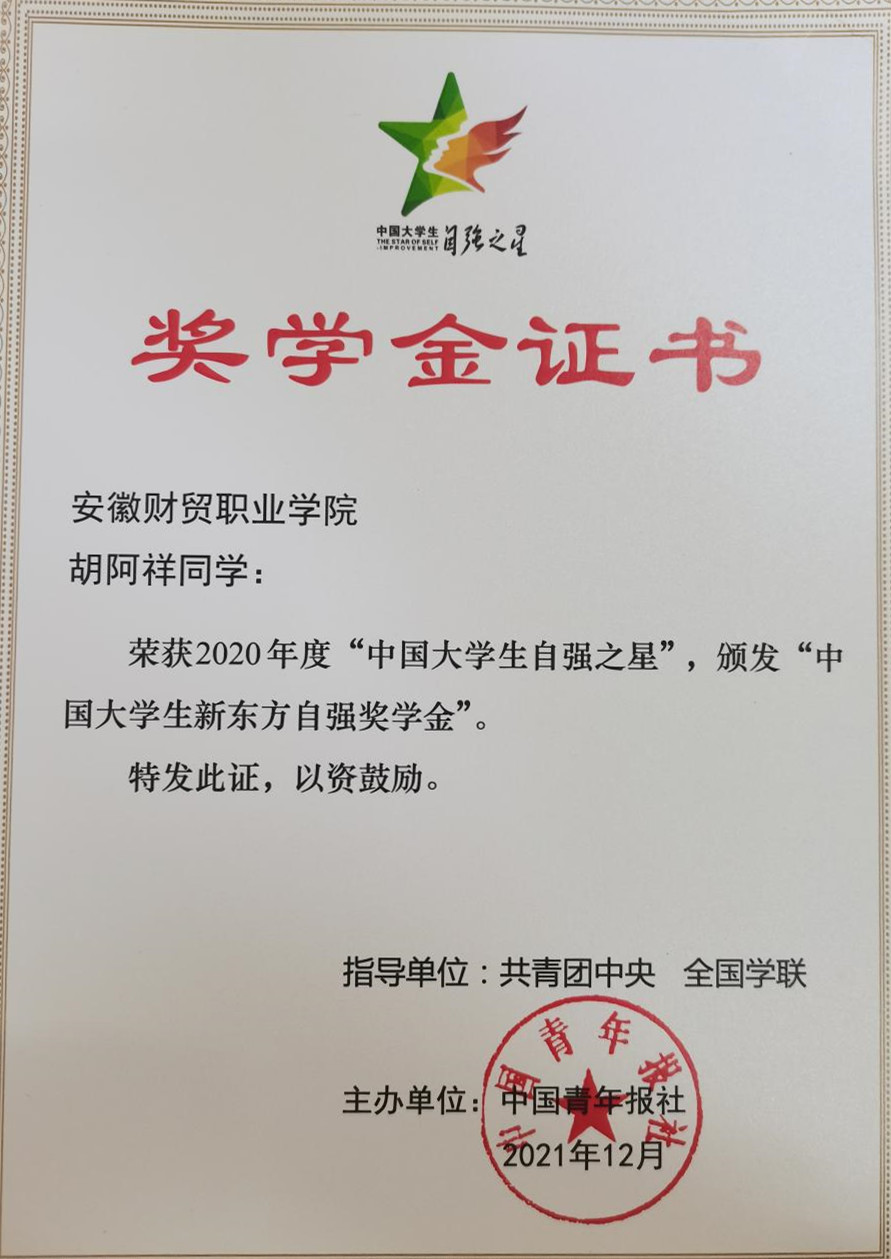 中国大学生
THE STAR OF SELF
-IMPROVEMENT
自强之星
奖学金证书
安徽财贸职业学院
胡阿祥同学：
荣获2020年度“中国大学生自强之星”，颁发“中
国大学生新东方自强奖学金”。
特发此证，以资鼓励。
指导单位：共青团中央 全国学联
中国青年报社
主办单位：中国青年报社
2021年12月